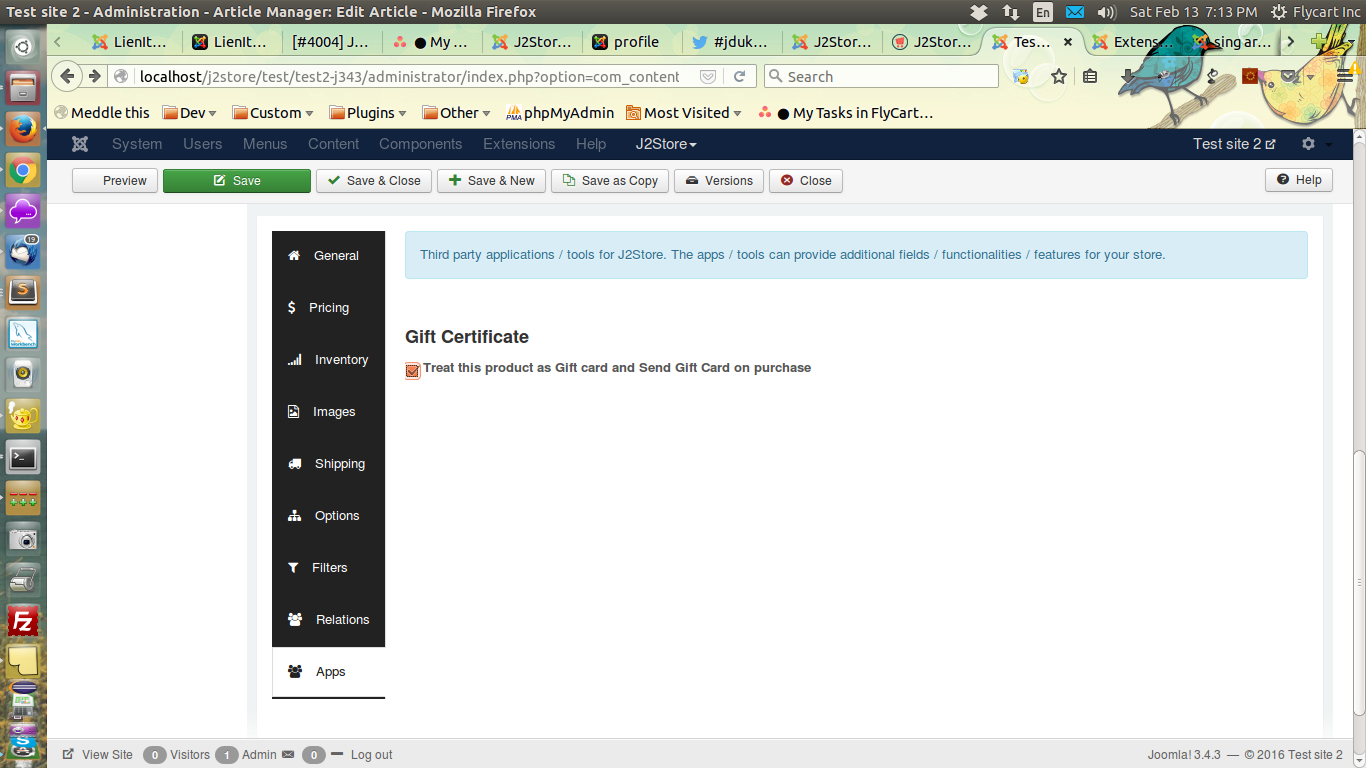 Test site 2 - Administration - Article Manager: Edit Article - Mozilla Firefox
En
Sat Feb 13 7:13 PM
Flycart Inc
LienIt…
LienIt…
[#4004] J…
● My …
J2Store…
profile
#jduk…
J2Stor…
J2Sto…
Tes…
Exten…
sing ar…
localhost/j2store/test/test2-j343/administrator/index.php?option=com_content
Search
Meddle this
Dev
Custom
Plugins
Other
PMA
phpMyAdmin
Most Visited
● My Tasks in FlyCart…
System
Users
Menus
Content
Components
Extensions
Help
J2Store
Test site 2
Preview
Save
Save & Close
Save & New
Save as Copy
Versions
Close
Help
19
General
Pricing
Inventory
Images
Shipping
Options
Filters
Relations
Apps
Third party applications / tools for J2Store. The apps / tools can provide additional fields / functionalities / features for your store.
Gift Certificate
Treat this product as Gift card and Send Gift Card on purchase
View Site
0
Visitors
1
Admin
0
Log out
Joomla! 3.4.3 — © 2016 Test site 2